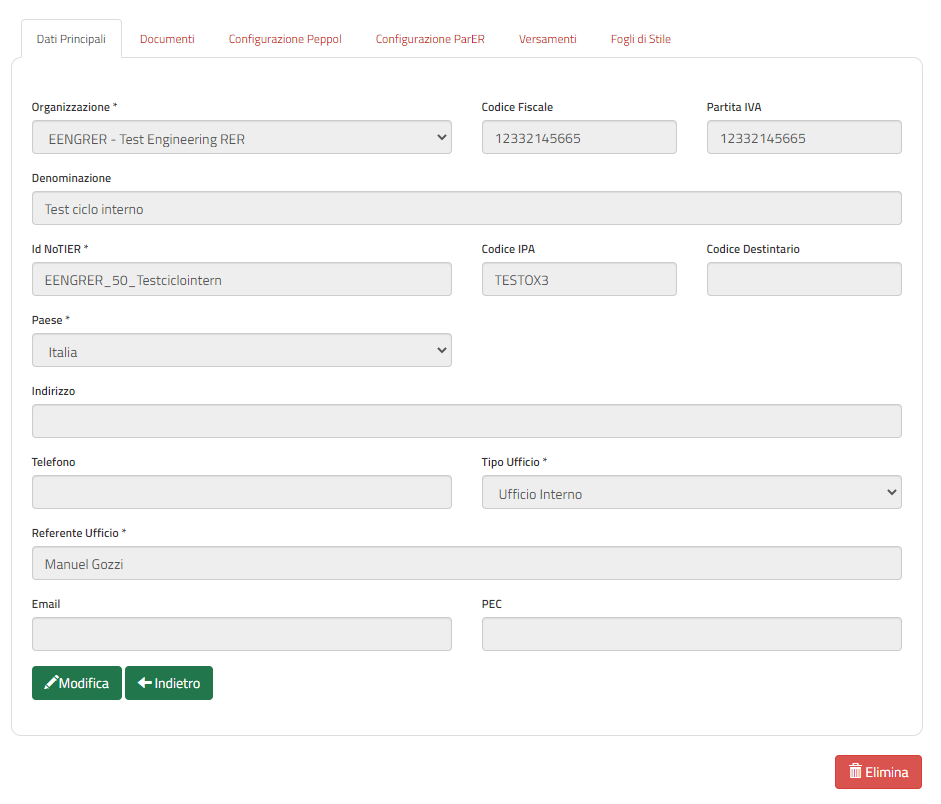 Dati Principali Documenti Configurazione Peppol Configurazione ParER Versamenti Fogli di Stile
Organizzazione * Codice Fiscale Partita IVA
EENGRER - Test Engineering RER 12332145665 12332145665
Denominazione
Test ciclo interno
Id NoTIER * Codice IPA Codice Destintario
EENGRER_50_Testciclointern TESTOX3
Paese *
Italia
Indirizzo
Telefono Tipo Ufficio *
Ufficio Interno
Referente Ufficio *
Manuel Gozzi
Email PEC
Modifica Indietro
Elimina